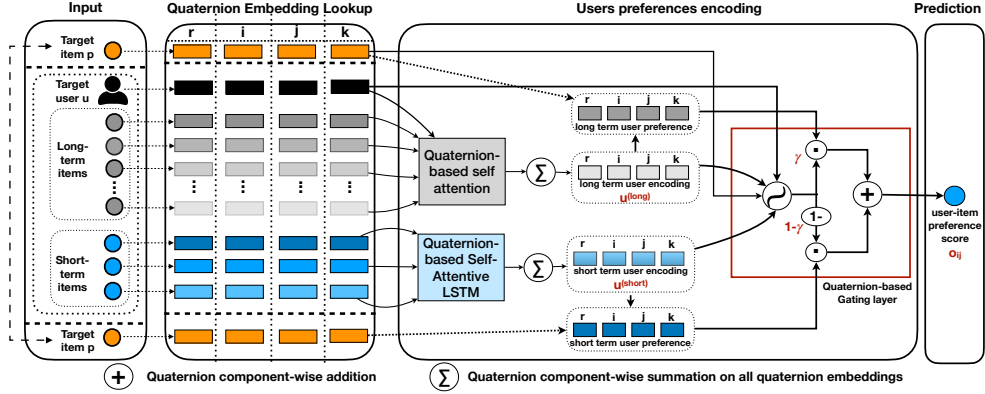 Input
Quaternion Embedding Lookup
Users preferences encoding
Prediction
r i j k
Target
item p
Target
user u
Long-
term
items
Short-
term
items
Target
item p
Quaternion-
based self
attention
Quaternion-
based Self-
Attentive
LSTM
Σ
Σ
r i j k
long term user preference
r i j k
long term user encoding
u(long)
r i j k
short term user encoding
u(short)
r i j k
short term user preference
γ
1-
1-γ
+
Quaternion-based
Gating layer
user-item
preference
score
oij
+ Quaternion component-wise addition
Σ Quaternion component-wise summation on all quaternion embeddings